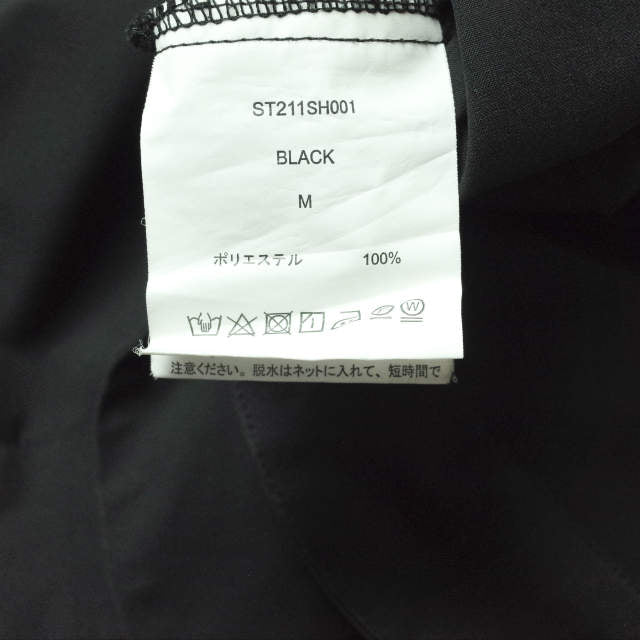 ST211SH001
BLACK
M
ポリエステル 100%
W
注意ください。脱水はネットに入れて、短時間で